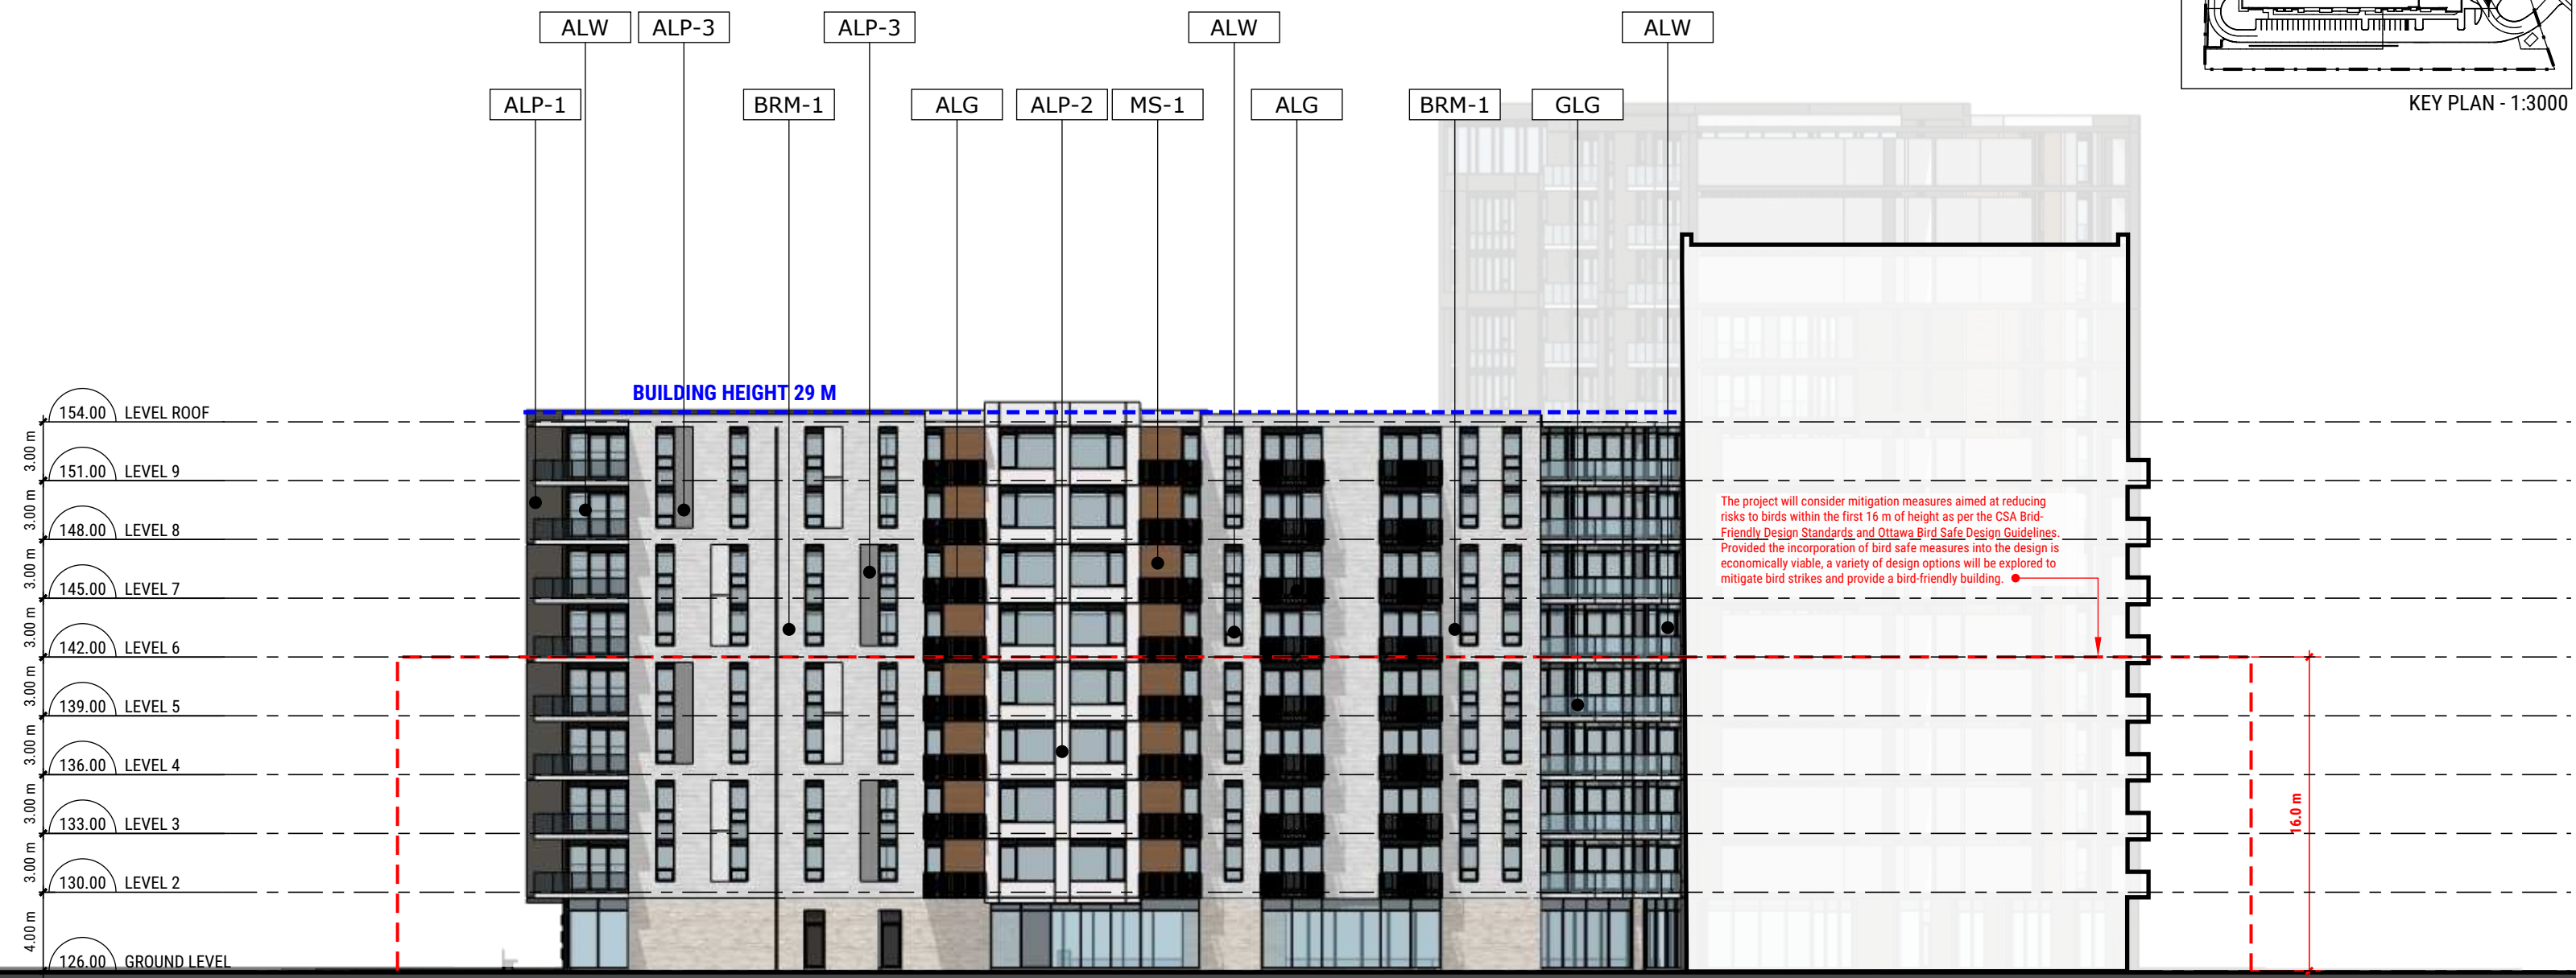 ALW
ALP-3
ALP-3
ALW
ALW
ALP-1
BRM-1
ALG
ALP-2
MS-1
ALG
BRM-1
GLG
KEY PLAN - 1:3000
BUILDING HEIGHT 29 M
154.00 LEVEL ROOF
3.00 m
151.00 LEVEL 9
3.00 m
148.00 LEVEL 8
3.00 m
145.00 LEVEL 7
3.00 m
142.00 LEVEL 6
3.00 m
139.00 LEVEL 5
3.00 m
136.00 LEVEL 4
3.00 m
133.00 LEVEL 3
3.00 m
130.00 LEVEL 2
4.00 m
126.00 GROUND LEVEL
The project will consider mitigation measures aimed at reducing
risks to birds within the first 16 m of height as per the CSA Brid-
Friendly Design Standards and Ottawa Bird Safe Design Guidelines.
Provided the incorporation of bird safe measures into the design is
economically viable, a variety of design options will be explored to
mitigate bird strikes and provide a bird-friendly building.
16.0 m